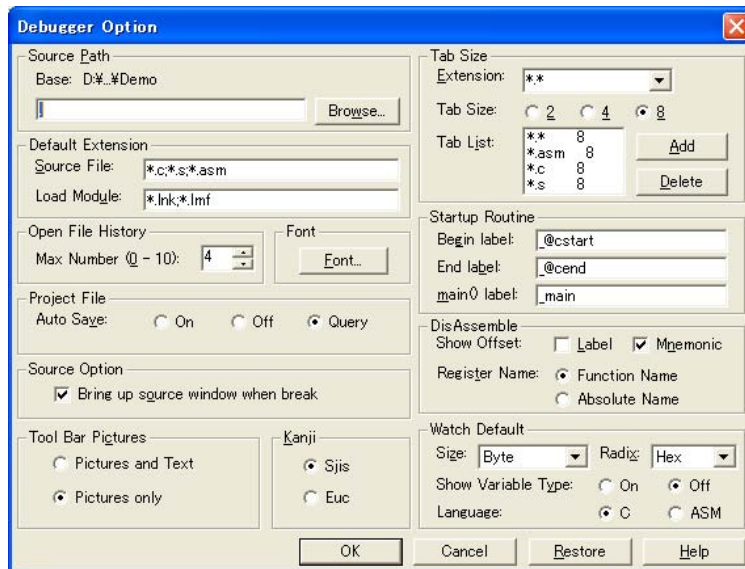 Debugger Option
Source Path
Base: D:¥...¥Demo
Browse...
Default Extension
Source File: *.c;*.s;*.asm
Load Module: *.lnk;*.lmf
Open File History
Max Number (0 - 10): 4
Font
Font...
Project File
Auto Save: On Off Query
Source Option
Bring up source window when break
Tool Bar Pictures
Pictures and Text
Pictures only
Kanji
Sjis
Euc
Tab Size
Extension: *.*
Tab Size: 2 4 8
Tab List:
*.* 8
*.asm 8
*.c 8
*.s 8
Add
Delete
Startup Routine
Begin label: _@cstart
End label: _@cend
main() label: _main
DisAssemble
Show Offset: Label Mnemonic
Register Name: Function Name
Absolute Name
Watch Default
Size: Byte Radix: Hex
Show Variable Type: On Off
Language: C ASM
OK Cancel Restore Help